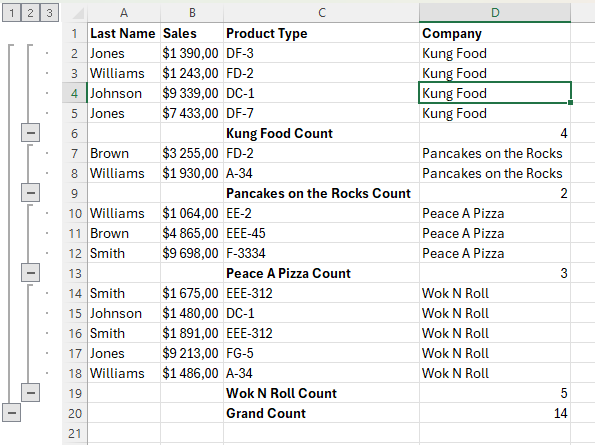 1 2 3 A B C D
1 Last Name Sales Product Type Company
2 Jones $1 390,00 DF-3 Kung Food
3 Williams $1 243,00 FD-2 Kung Food
4 Johnson $9 339,00 DC-1 Kung Food
5 Jones $7 433,00 DF-7 Kung Food
6 Kung Food Count 4
7 Brown $3 255,00 FD-2 Pancakes on the Rocks
8 Williams $1 930,00 A-34 Pancakes on the Rocks
9 Pancakes on the Rocks Count 2
10 Williams $1 064,00 EE-2 Peace A Pizza
11 Brown $4 865,00 EEE-45 Peace A Pizza
12 Smith $9 698,00 F-3334 Peace A Pizza
13 Peace A Pizza Count 3
14 Smith $1 675,00 EEE-312 Wok N Roll
15 Johnson $1 480,00 DC-1 Wok N Roll
16 Smith $1 891,00 EEE-312 Wok N Roll
17 Jones $9 213,00 FG-5 Wok N Roll
18 Williams $1 486,00 A-34 Wok N Roll
19 Wok N Roll Count 5
20 Grand Count 14
21